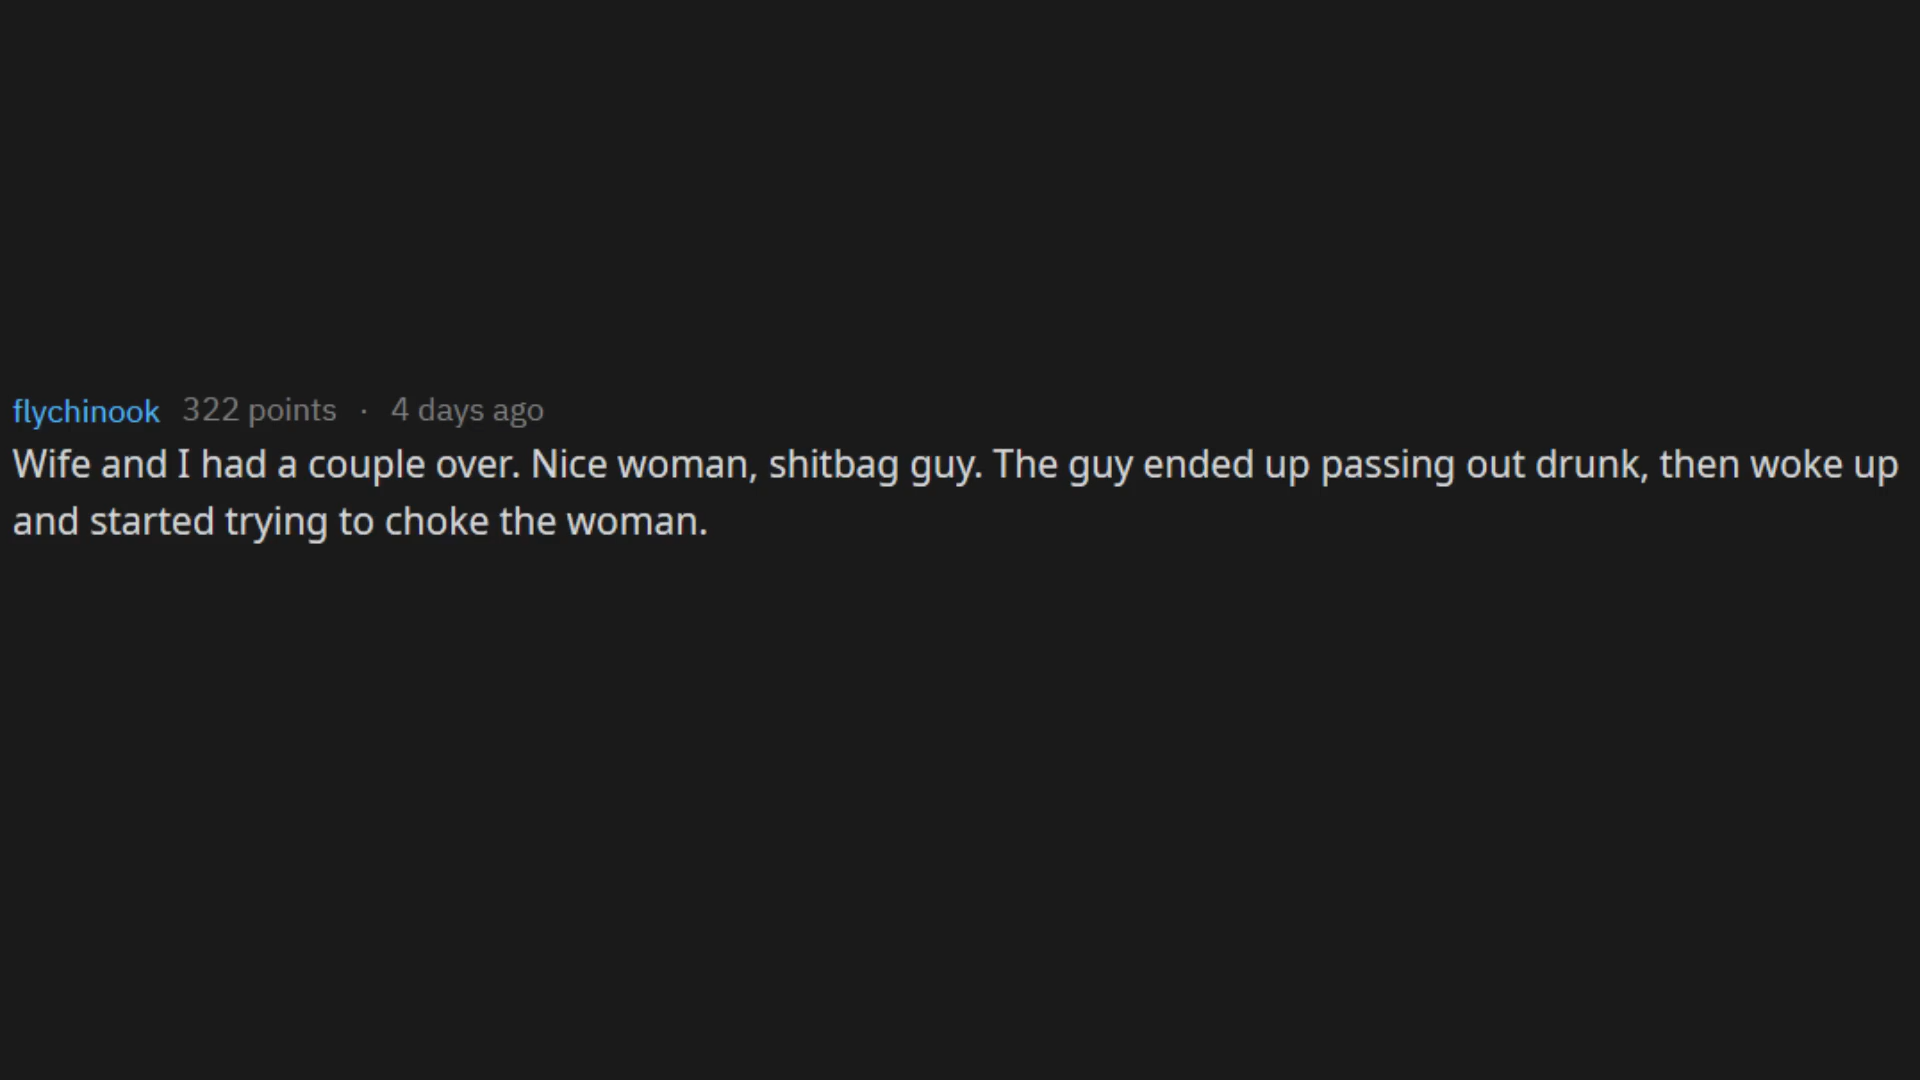 flychinook 322 points · 4 days ago
Wife and I had a couple over. Nice woman, shitbag guy. The guy ended up passing out drunk, then woke up
and started trying to choke the woman.